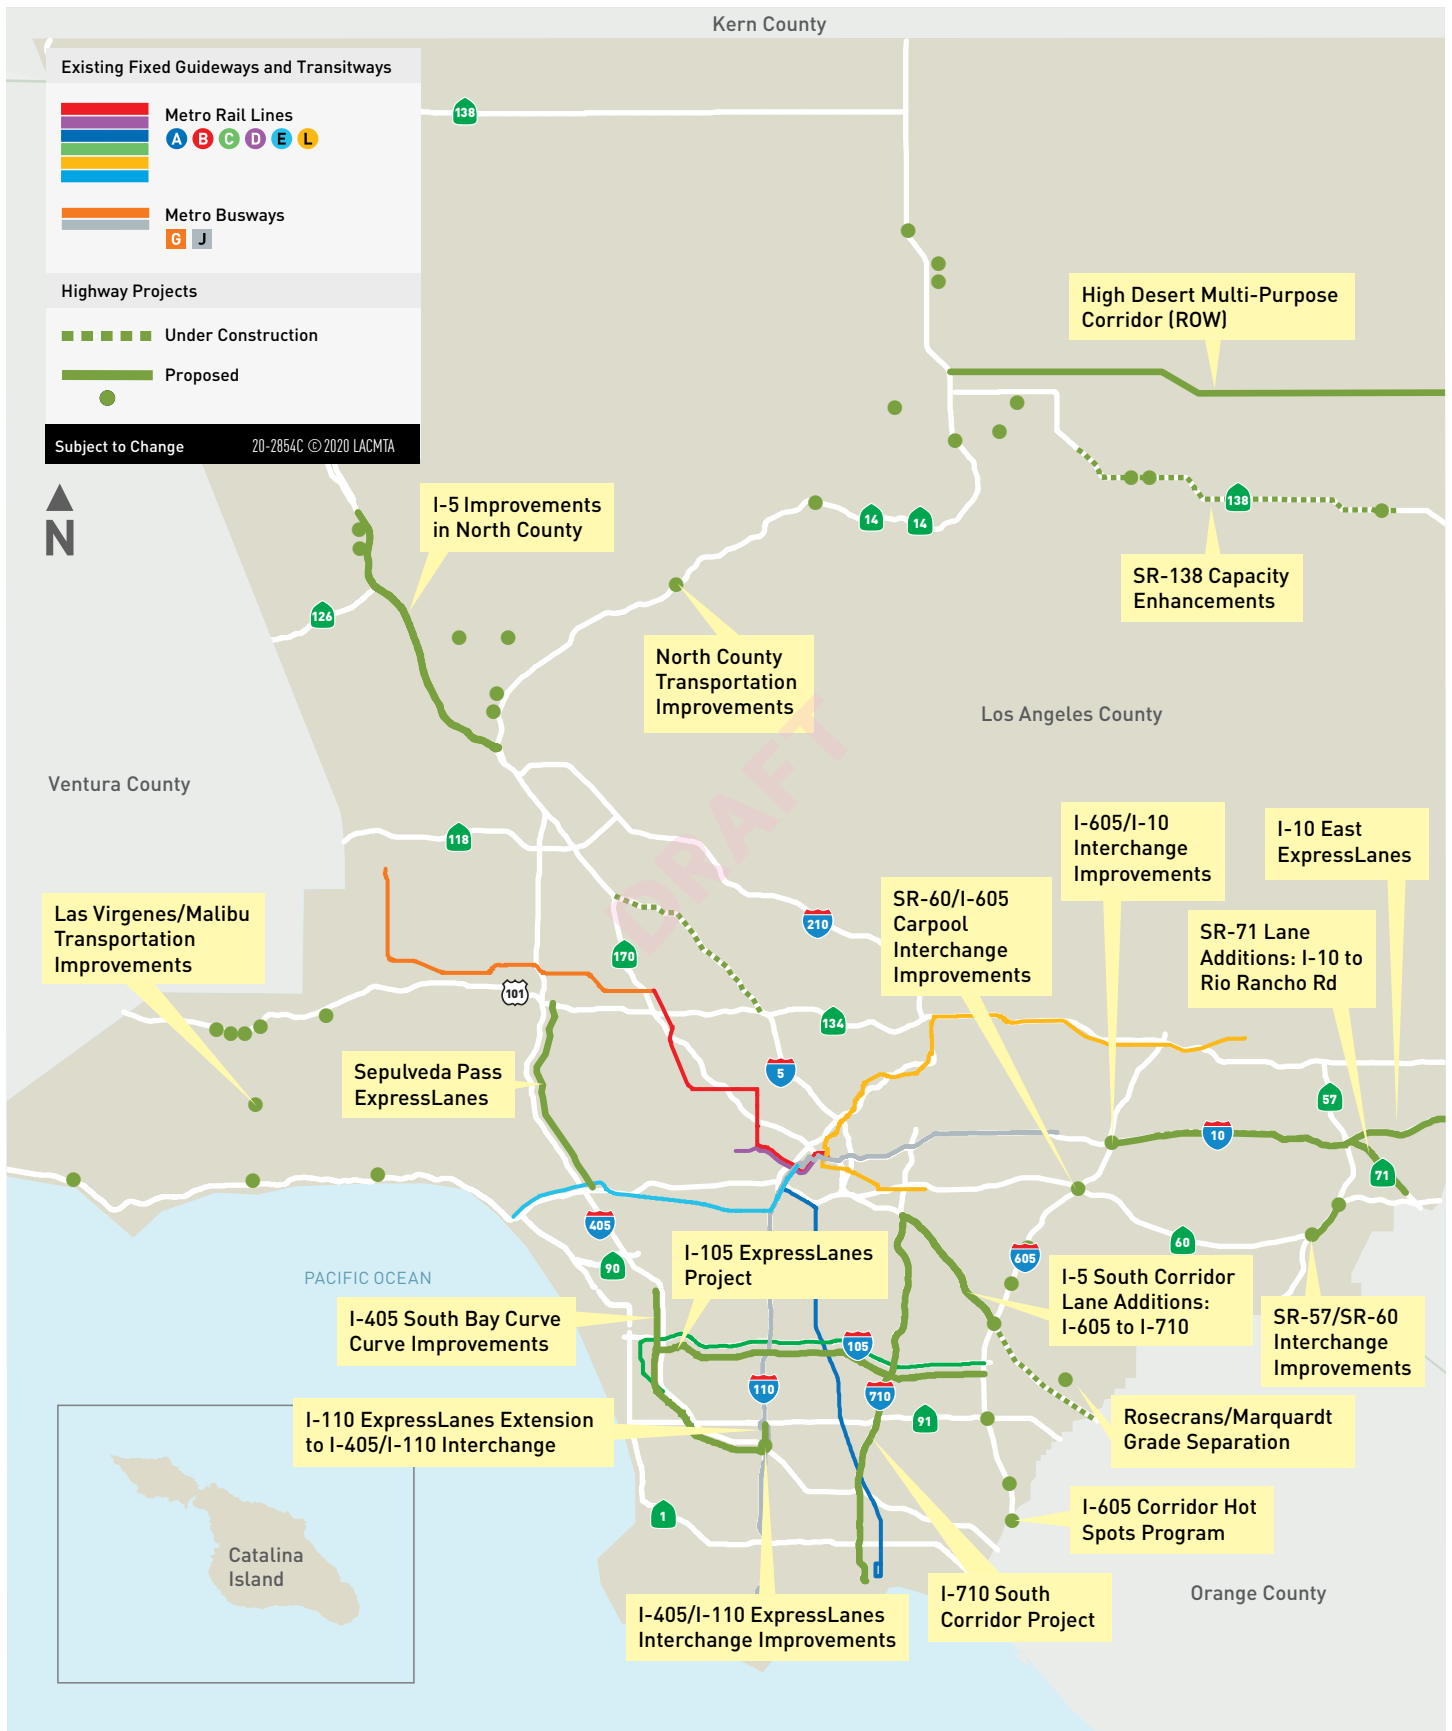 Kern County
Existing Fixed Guideways and Transitways
Metro Rail Lines
A B C D E L
Metro Busways
G J
Highway Projects
Under Construction
Proposed
Subject to Change 20-2854C © 2020 LACMTA
N
138
High Desert Multi-Purpose
Corridor (ROW)
I-5 Improvements
in North County
14
14
138
SR-138 Capacity
Enhancements
126
North County
Transportation
Improvements
Los Angeles County
DRAFT
Ventura County
118
I-605/I-10
Interchange
Improvements
I-10 East
ExpressLanes
Las Virgenes/Malibu
Transportation
Improvements
SR-60/I-605
Carpool
Interchange
Improvements
SR-71 Lane
Additions: I-10 to
Rio Rancho Rd
210
170
101
134
Sepulveda Pass
ExpressLanes
5
57
10
71
405
90
60
605
I-105 ExpressLanes
Project
PACIFIC OCEAN
I-5 South Corridor
Lane Additions:
I-605 to I-710
I-405 South Bay Curve
Curve Improvements
SR-57/SR-60
Interchange
Improvements
105
110
710
91
I-110 ExpressLanes Extension
to I-405/I-110 Interchange
Rosecrans/Marquardt
Grade Separation
1
I-605 Corridor Hot
Spots Program
Catalina
Island
I-710 South
Corridor Project
Orange County
I-405/I-110 ExpressLanes
Interchange Improvements